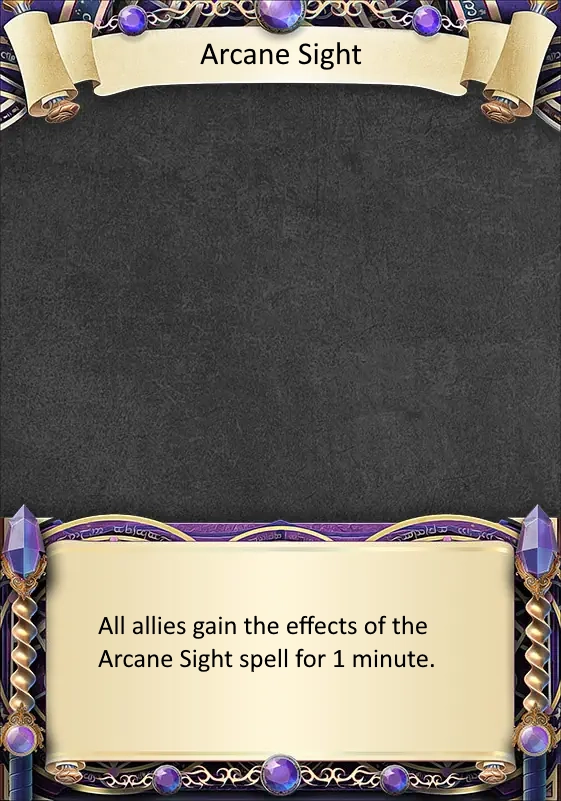 Arcane Sight
All allies gain the effects of the
Arcane Sight spell for 1 minute.